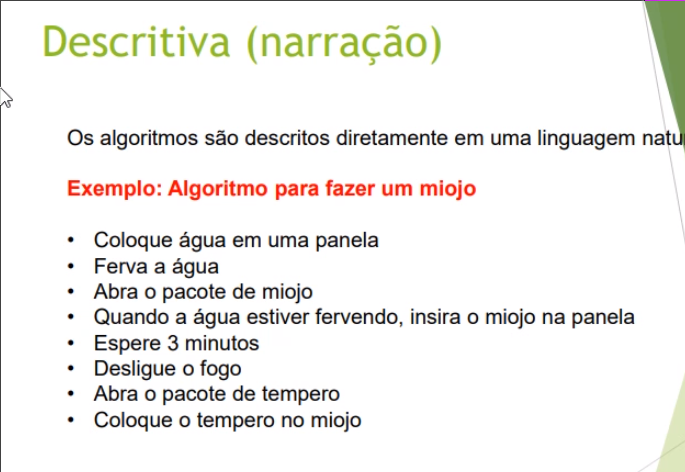 Descritiva (narração)
Os algoritmos são descritos diretamente em uma linguagem
Exemplo: Algoritmo para fazer um miojo
• Coloque água em uma panela
• Ferva a água
• Abra o pacote de miojo
• Quando a água estiver fervendo, insira o miojo na panela
• Espere 3 minutos
• Desligue o fogo
• Abra o pacote de tempero
• Coloque o tempero no miojo